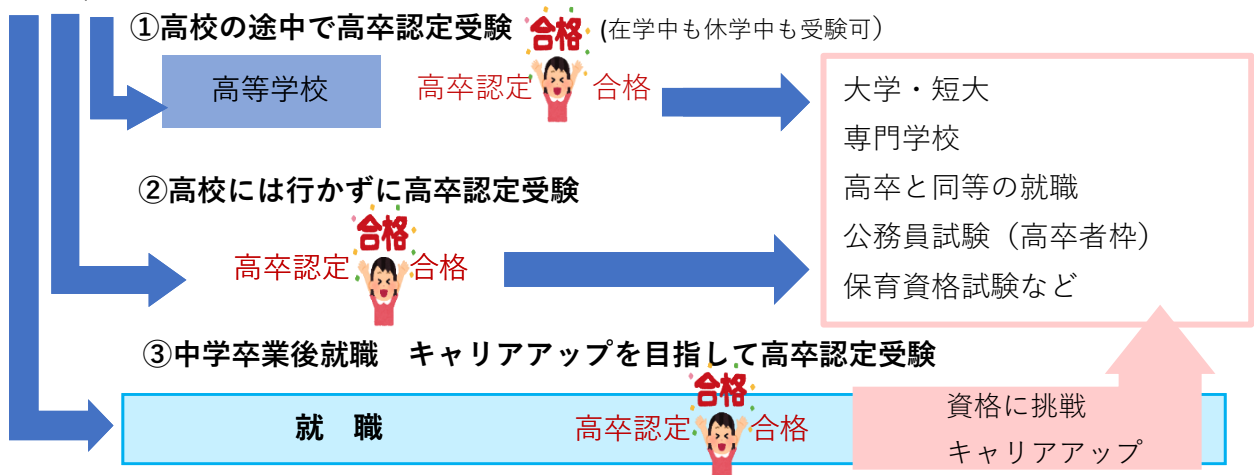 ①高校の途中で高卒認定受験 合格 (在学中も休学中も受験可)
高等学校
高卒認定 合格
大学・短大
専門学校
高卒と同等の就職
公務員試験（高卒者枠）
保育資格試験など
②高校には行かずに高卒認定受験
合格
高卒認定 合格
③中学卒業後就職　キャリアアップを目指して高卒認定受験
合格
就　職
高卒認定 合格
資格に挑戦
キャリアアップ